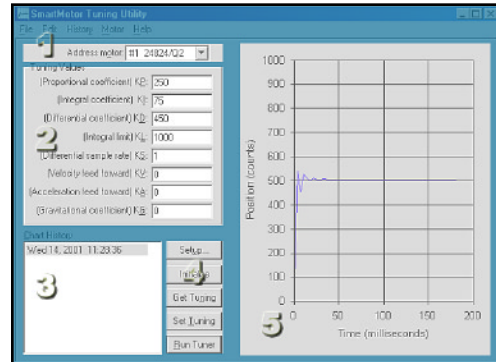 SmartMotor Tuning Utility
File Edit History Motor Help
1
Address motor: #1 24824/Q2
Tuning Values
(Proportional coefficient) KP: 250
(Integral coefficient) KI: 75
(Differential coefficient) KD: 450
2
(Integral limit) KL: 1000
(Differential sample rate) KS: 1
(Velocity feed forward) KV: 0
(Acceleration feed forward) KA: 0
(Gravitational coefficient) KG: 0
Chart History
Wed 14, 2001 11:28:36
3
Setup...
4
Initialize
Get Tuning
Set Tuning
Run Tuner
Position (counts)
1000
900
800
700
600
500
400
300
200
100
0
5
0 50 100 150 200
Time (milliseconds)